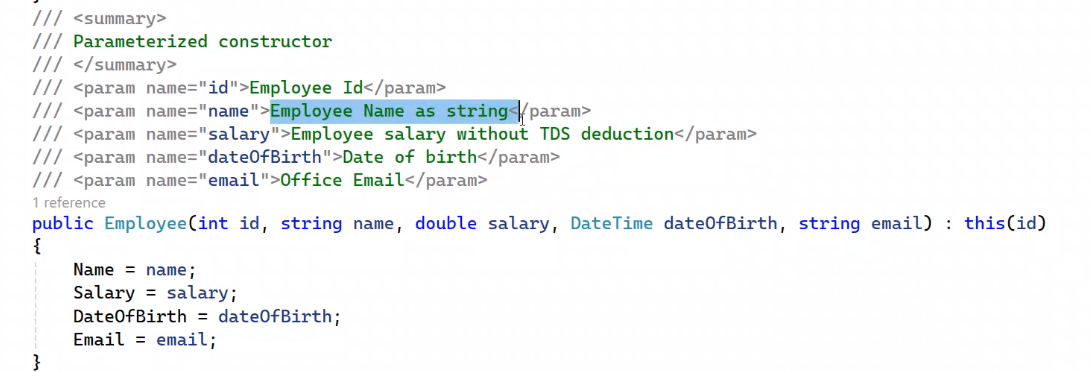 /// <summary>
/// Parameterized constructor
/// </summary>
/// <param name="id">Employee Id</param>
/// <param name="name">Employee Name as string</param>
/// <param name="salary">Employee salary without TDS deduction</param>
/// <param name="dateOfBirth">Date of birth</param>
/// <param name="email">Office Email</param>
1 reference
public Employee(int id, string name, double salary, DateTime dateOfBirth, string email) : this(id)
{
Name = name;
Salary = salary;
DateOfBirth = dateOfBirth;
Email = email;
}